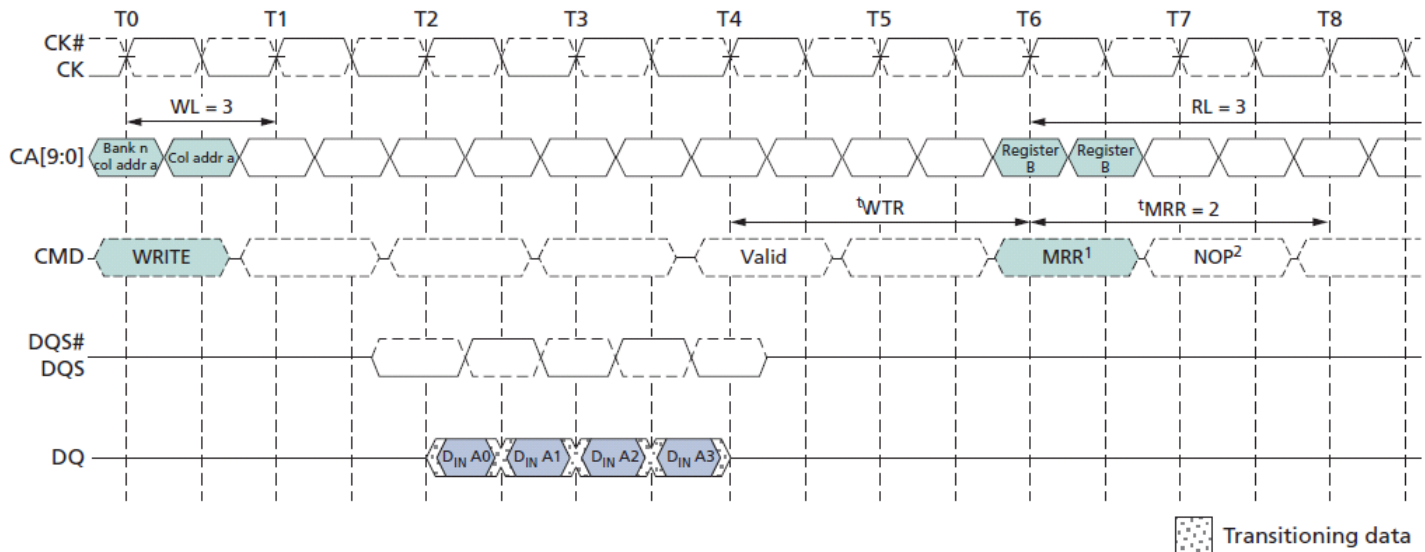 T0 T1 T2 T3 T4 T5 T6 T7 T8
CK#
CK
WL = 3 RL = 3
CA[9:0] Bank n col addr a Col addr a Register B Register B
tWTR tMRR = 2
CMD WRITE Valid MRR1 NOP2
DQS#
DQS
DQ DIN A0 DIN A1 DIN A2 DIN A3
Transitioning data